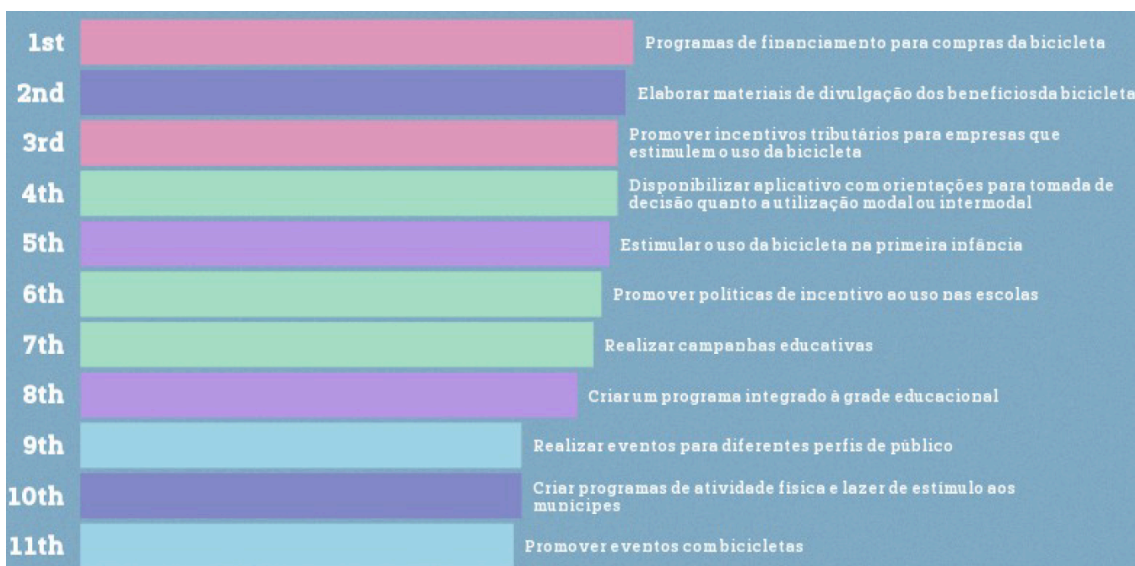 1st Programas de financiamento para compras da bicicleta
2nd Elaborar materiais de divulgação dos benefíciosda bicicleta
3rd Promover incentivos tributários para empresas que
estimulem o uso da bicicleta
4th Disponibilizar aplicativo com orientações para tomada de
decisão quanto a utilização modal ou intermodal
5th Estimular o uso da bicicleta na primeira infância
6th Promover políticas de incentivo ao uso nas escolas
7th Realizar campanhas educativas
8th Criar um programa integrado à grade educacional
9th Realizar eventos para diferentes perfis de público
10th Criar programas de atividade física e lazer de estímulo aos
munícipes
11th Promover eventos com bicicletas